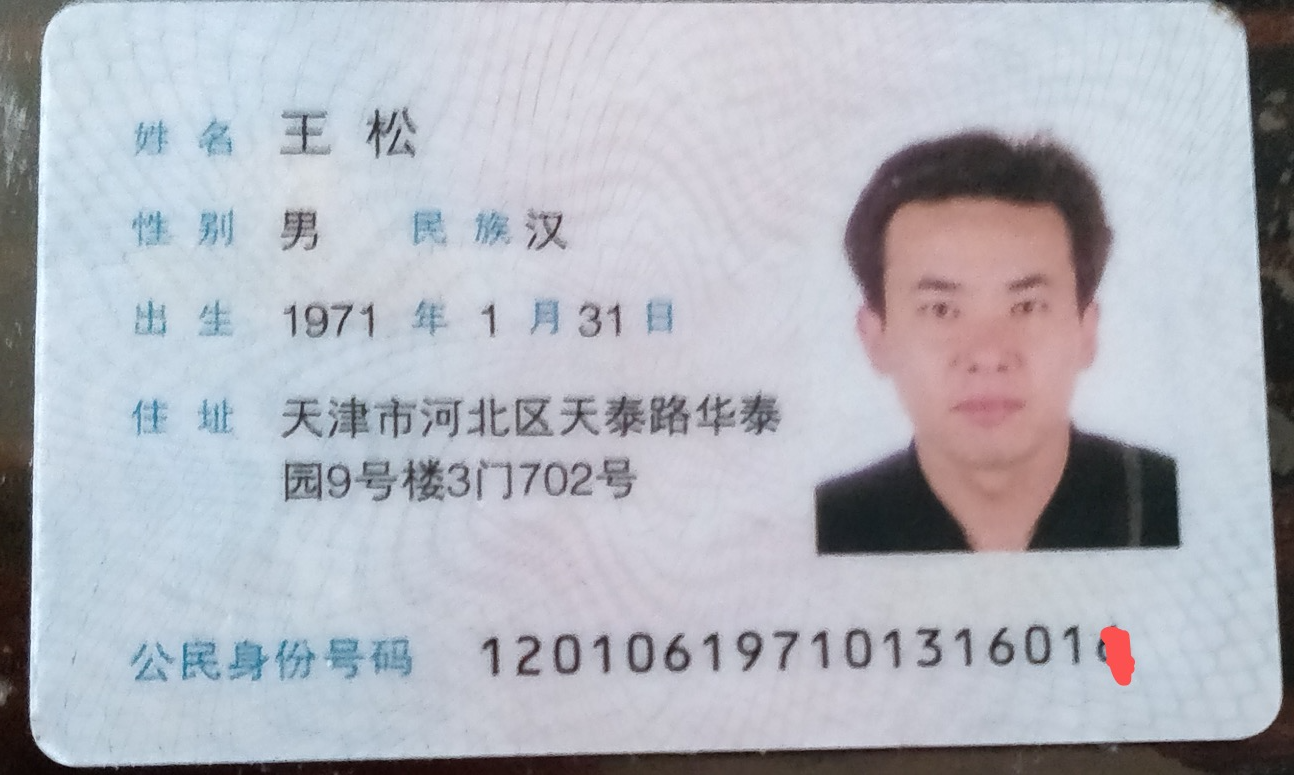 姓名 王松
性别 男 民族 汉
出生 1971 年 1 月 31 日
住址 天津市河北区天泰路华泰
园9号楼3门702号
公民身份号码 12010619710131601